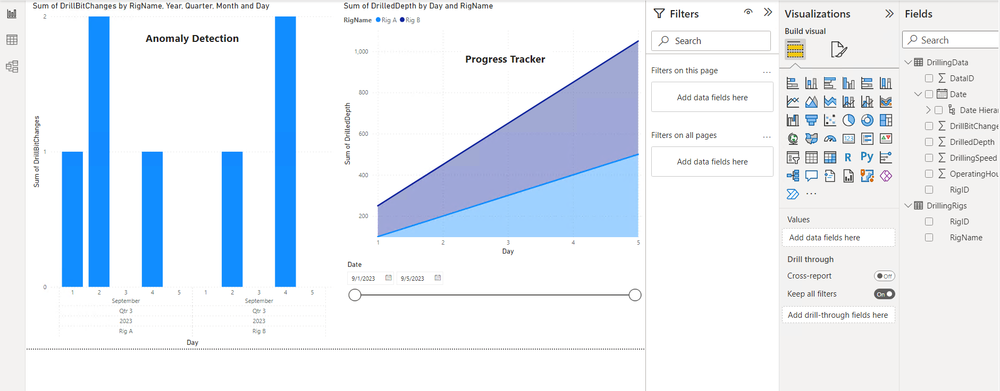 Sum of DrillBitChanges by RigName, Year, Quarter, Month and Day
Anomaly Detection
Sum of DrillBitChanges
2
1
0
1 2 3 4 5 1 2 3 4 5
September September
Qtr 3 Qtr 3
2023 2023
Rig A Rig B
Day
Sum of DrilledDepth by Day and RigName
RigName Rig A Rig B
Progress Tracker
Sum of DrilledDepth
1,000
800
600
400
200
1 2 3 4 5
Day
Date
9/1/2023 9/5/2023
Filters
Search
Filters on this page ...
Add data fields here
Filters on all pages ...
Add data fields here
Visualizations
Build visual
123
R Py
...
Values
Add data fields here
Drill through
Cross-report Off
Keep all filters On
Add drill-through fields here
Fields
Search
DrillingData
DataID
Date
Date Hierar
DrillBitChange
DrilledDepth
DrillingSpeed
OperatingHou
RigID
DrillingRigs
RigID
RigName